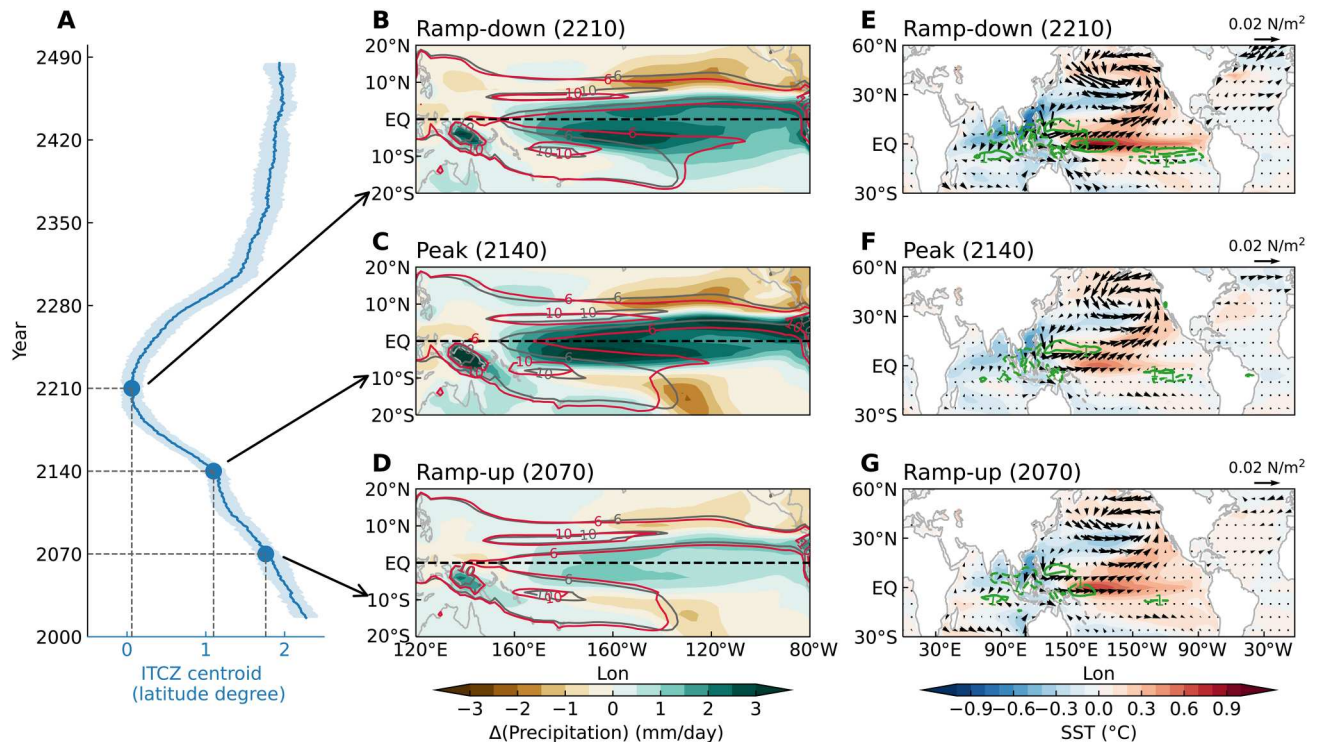 A
2490
2420
2350
2280
2210
2140
2070
2000
Year
0 1 2
ITCZ centroid
(latitude degree)
B
Ramp-down (2210)
20°N
10°N
EQ
10°S
20°S
6
6
10
10
6
10
10
C
Peak (2140)
20°N
10°N
EQ
10°S
20°S
6
6
10
10
6
6
6
10
10
D
Ramp-up (2070)
20°N
10°N
EQ
10°S
20°S
6
6
10
10
6
6
10
10
120°E 160°E 160°W 120°W 80°W
Lon
−3 −2 −1 0 1 2 3
Δ(Precipitation) (mm/day)
E
Ramp-down (2210)
0.02 N/m²
60°N
30°N
EQ
30°S
F
Peak (2140)
0.02 N/m²
60°N
30°N
EQ
30°S
G
Ramp-up (2070)
0.02 N/m²
60°N
30°N
EQ
30°S
30°E 90°E 150°E 150°W 90°W 30°W
Lon
−0.9 −0.6 −0.3 0.0 0.3 0.6 0.9
SST (°C)